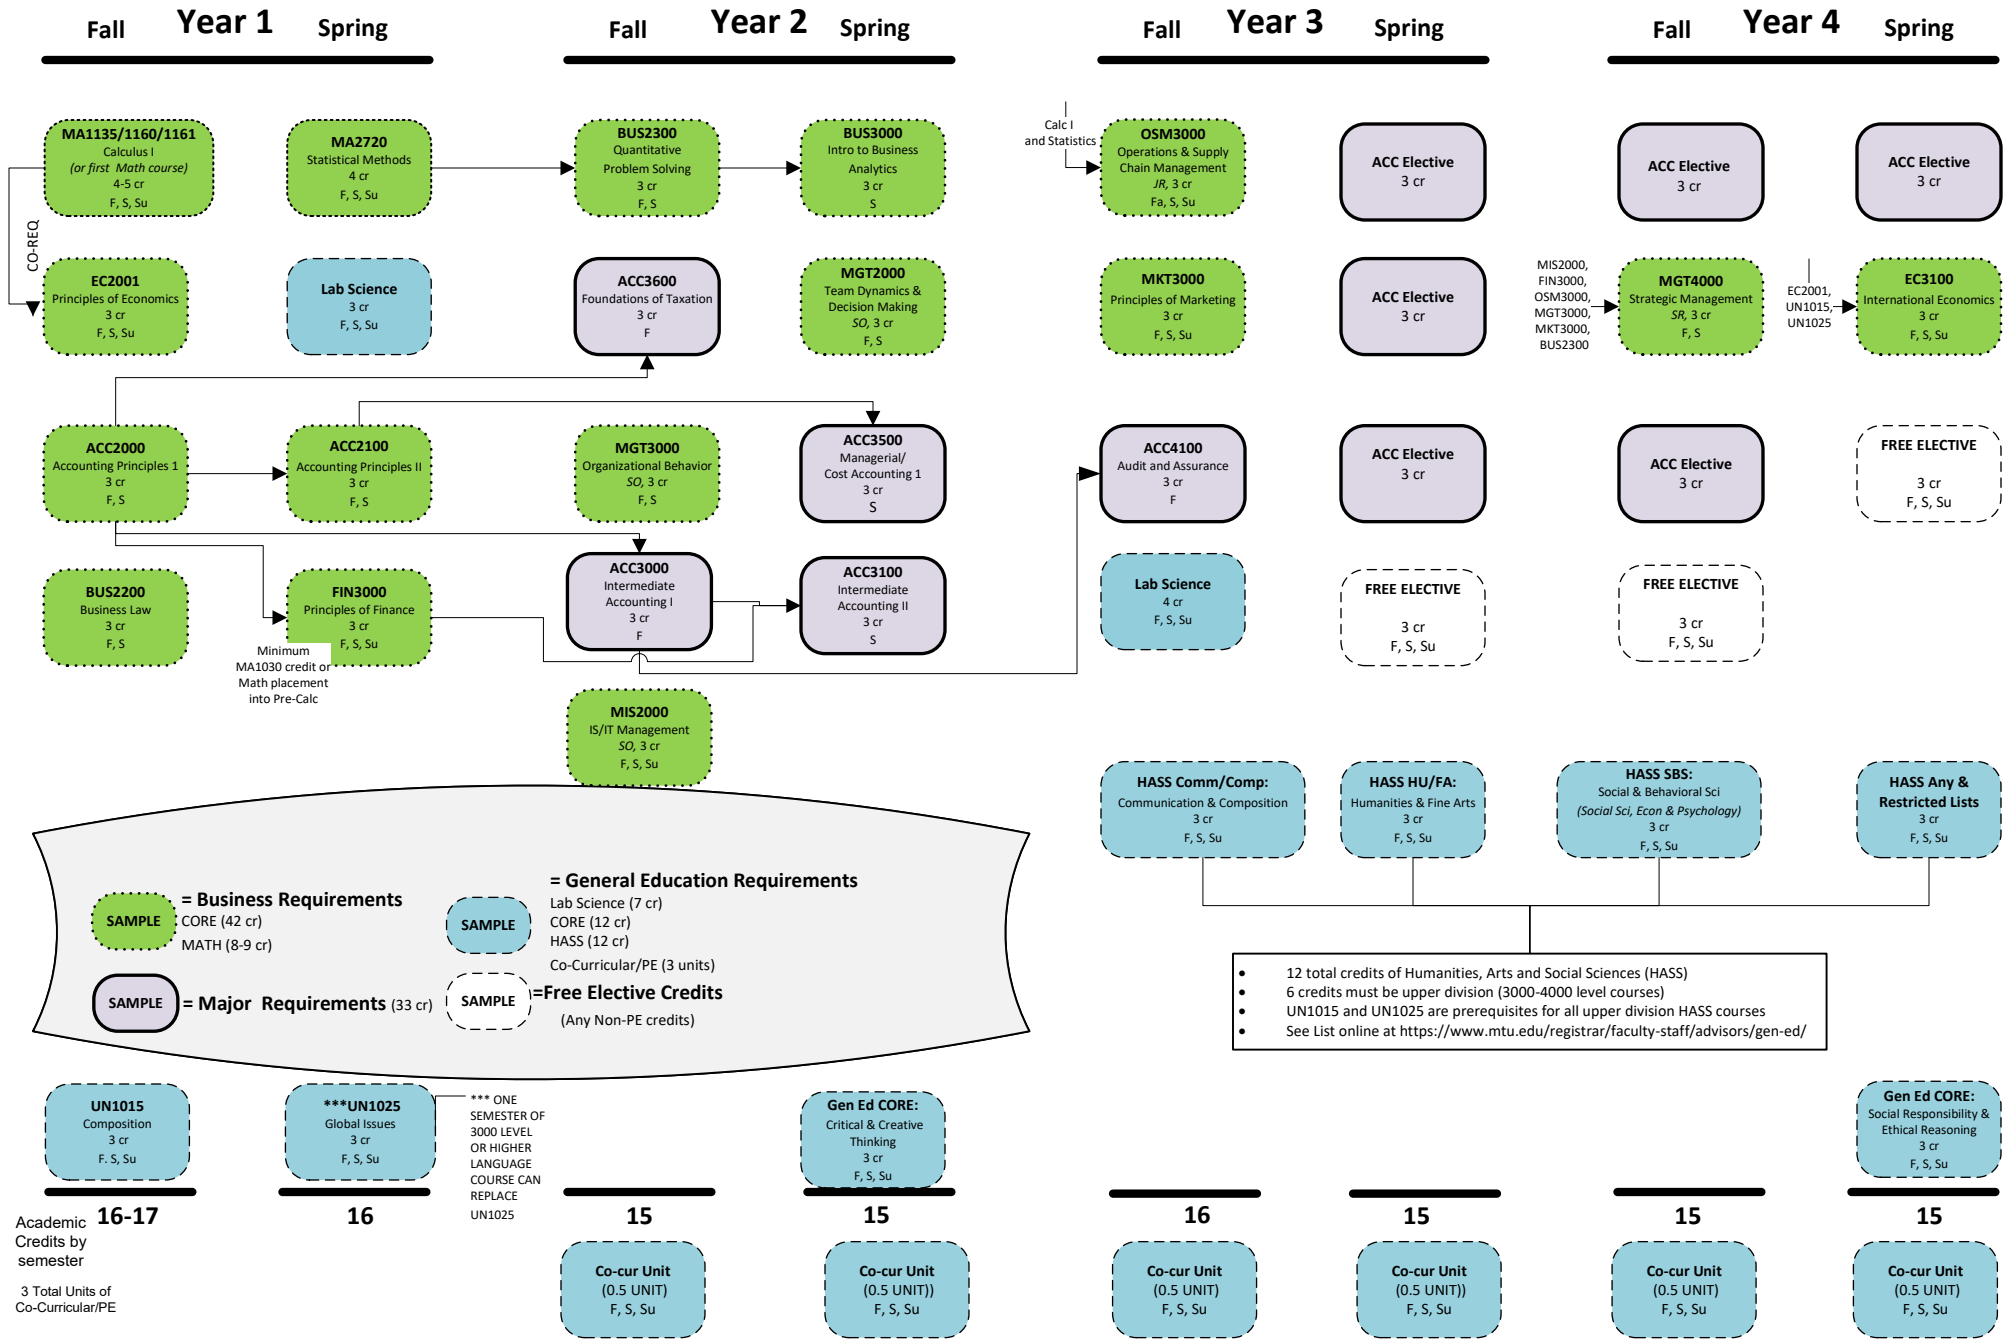 Year 1
Fall
Spring
Year 2
Fall
Spring
Year 3
Fall
Spring
Year 4
Fall
Spring
MA1135/1160/1161
Calculus I
(or first Math course)
4-5 cr
F, S, Su
MA2720
Statistical Methods
4 cr
F, S, Su
BUS2300
Quantitative
Problem Solving
3 cr
F, S
BUS3000
Intro to Business
Analytics
3 cr
S
Calc I
and Statistics
OSM3000
Operations & Supply
Chain Management
JR, 3 cr
Fa, S, Su
ACC Elective
3 cr
ACC Elective
3 cr
ACC Elective
3 cr
CO-REQ
EC2001
Principles of Economics
3 cr
F, S, Su
Lab Science
3 cr
F, S, Su
ACC3600
Foundations of Taxation
3 cr
F
MGT2000
Team Dynamics &
Decision Making
SO, 3 cr
F, S
MKT3000
Principles of Marketing
3 cr
F, S, Su
ACC Elective
3 cr
MIS2000,
FIN3000,
OSM3000,
MGT3000,
MKT3000,
BUS2300
MGT4000
Strategic Management
SR, 3 cr
F, S
EC2001,
UN1015,
UN1025
EC3100
International Economics
3 cr
F, S, Su
ACC2000
Accounting Principles 1
3 cr
F, S
ACC2100
Accounting Principles II
3 cr
F, S
MGT3000
Organizational Behavior
SO, 3 cr
F, S
ACC3500
Managerial/
Cost Accounting 1
3 cr
S
ACC4100
Audit and Assurance
3 cr
F
ACC Elective
3 cr
ACC Elective
3 cr
FREE ELECTIVE
3 cr
F, S, Su
BUS2200
Business Law
3 cr
F, S
FIN3000
Principles of Finance
3 cr
F, S, Su
Minimum
MA1030 credit or
Math placement
into Pre-Calc
ACC3000
Intermediate
Accounting I
3 cr
F
ACC3100
Intermediate
Accounting II
3 cr
S
Lab Science
4 cr
F, S, Su
FREE ELECTIVE
3 cr
F, S, Su
FREE ELECTIVE
3 cr
F, S, Su
MIS2000
IS/IT Management
SO, 3 cr
F, S, Su
HASS Comm/Comp:
Communication & Composition
3 cr
F, S, Su
HASS HU/FA:
Humanities & Fine Arts
3 cr
F, S, Su
HASS SBS:
Social & Behavioral Sci
(Social Sci, Econ & Psychology)
3 cr
F, S, Su
HASS Any &
Restricted Lists
3 cr
F, S, Su
SAMPLE
= Business Requirements
CORE (42 cr)
MATH (8-9 cr)
SAMPLE
= General Education Requirements
Lab Science (7 cr)
CORE (12 cr)
HASS (12 cr)
Co-Curricular/PE (3 units)
SAMPLE
= Major Requirements (33 cr)
SAMPLE
=Free Elective Credits
(Any Non-PE credits)
• 12 total credits of Humanities, Arts and Social Sciences (HASS)
• 6 credits must be upper division (3000-4000 level courses)
• UN1015 and UN1025 are prerequisites for all upper division HASS courses
• See List online at https://www.mtu.edu/registrar/faculty-staff/advisors/gen-ed/
UN1015
Composition
3 cr
F. S, Su
***UN1025
Global Issues
3 cr
F, S, Su
*** ONE
SEMESTER OF
3000 LEVEL
OR HIGHER
LANGUAGE
COURSE CAN
REPLACE
UN1025
Gen Ed CORE:
Critical & Creative
Thinking
3 cr
F, S, Su
Gen Ed CORE:
Social Responsibility &
Ethical Reasoning
3 cr
F, S, Su
Academic
Credits by
semester
16-17
16
15
15
16
15
15
15
3 Total Units of
Co-Curricular/PE
Co-cur Unit
(0.5 UNIT)
F, S, Su
Co-cur Unit
(0.5 UNIT))
F, S, Su
Co-cur Unit
(0.5 UNIT)
F, S, Su
Co-cur Unit
(0.5 UNIT))
F, S, Su
Co-cur Unit
(0.5 UNIT)
F, S, Su
Co-cur Unit
(0.5 UNIT)
F, S, Su